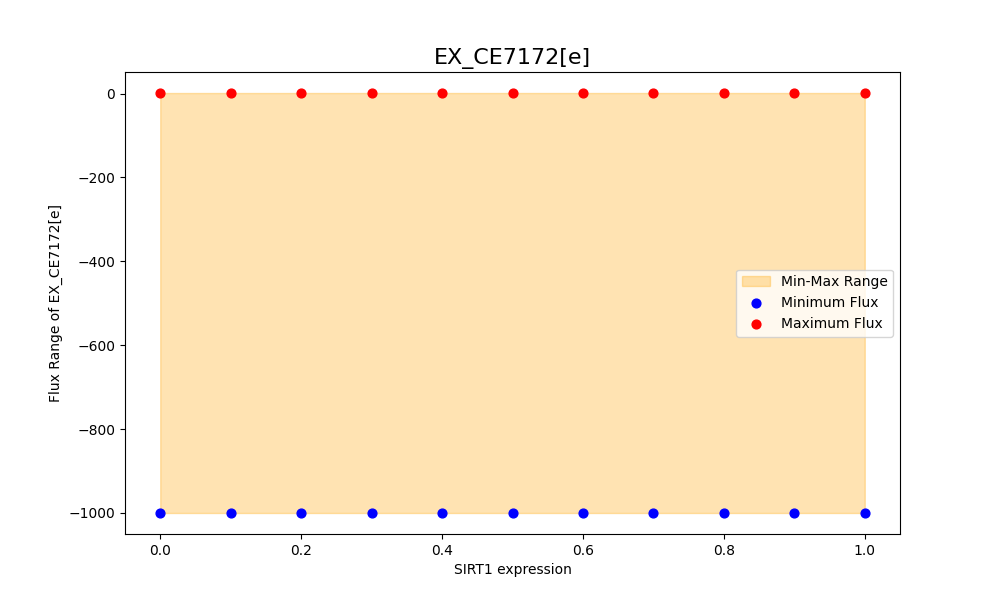 EX_CE7172[e]
Flux Range of EX_CE7172[e]
0
−200
−400
−600
−800
−1000
Min-Max Range
Minimum Flux
Maximum Flux
0.0 0.2 0.4 0.6 0.8 1.0
SIRT1 expression